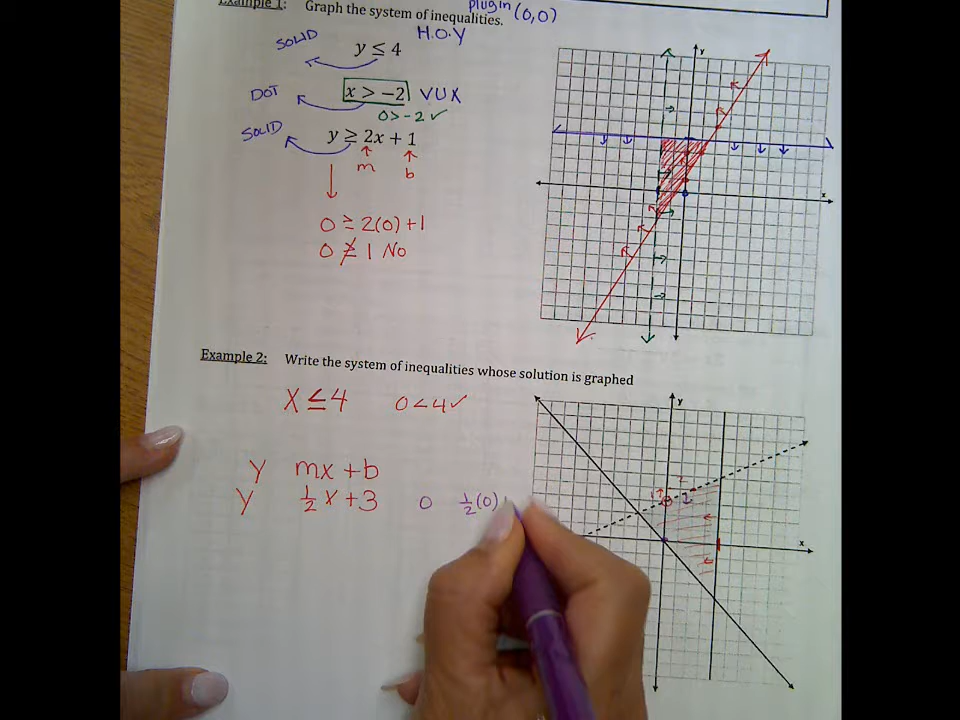 Example 1: Graph the system of inequalities.
plugin (0,0)
H.O.Y
SOLID y ≤ 4
DOT x > -2 VUX
0 > -2 ✓
SOLID y ≥ 2x + 1
m b
0 ≥ 2(0) + 1
0 ≱ 1 No
y
x
Example 2: Write the system of inequalities whose solution is graphed
X ≤ 4 0 < 4 ✓
y mx + b
y 1/2 x + 3 0 1/2 (0)
y
x
1 2